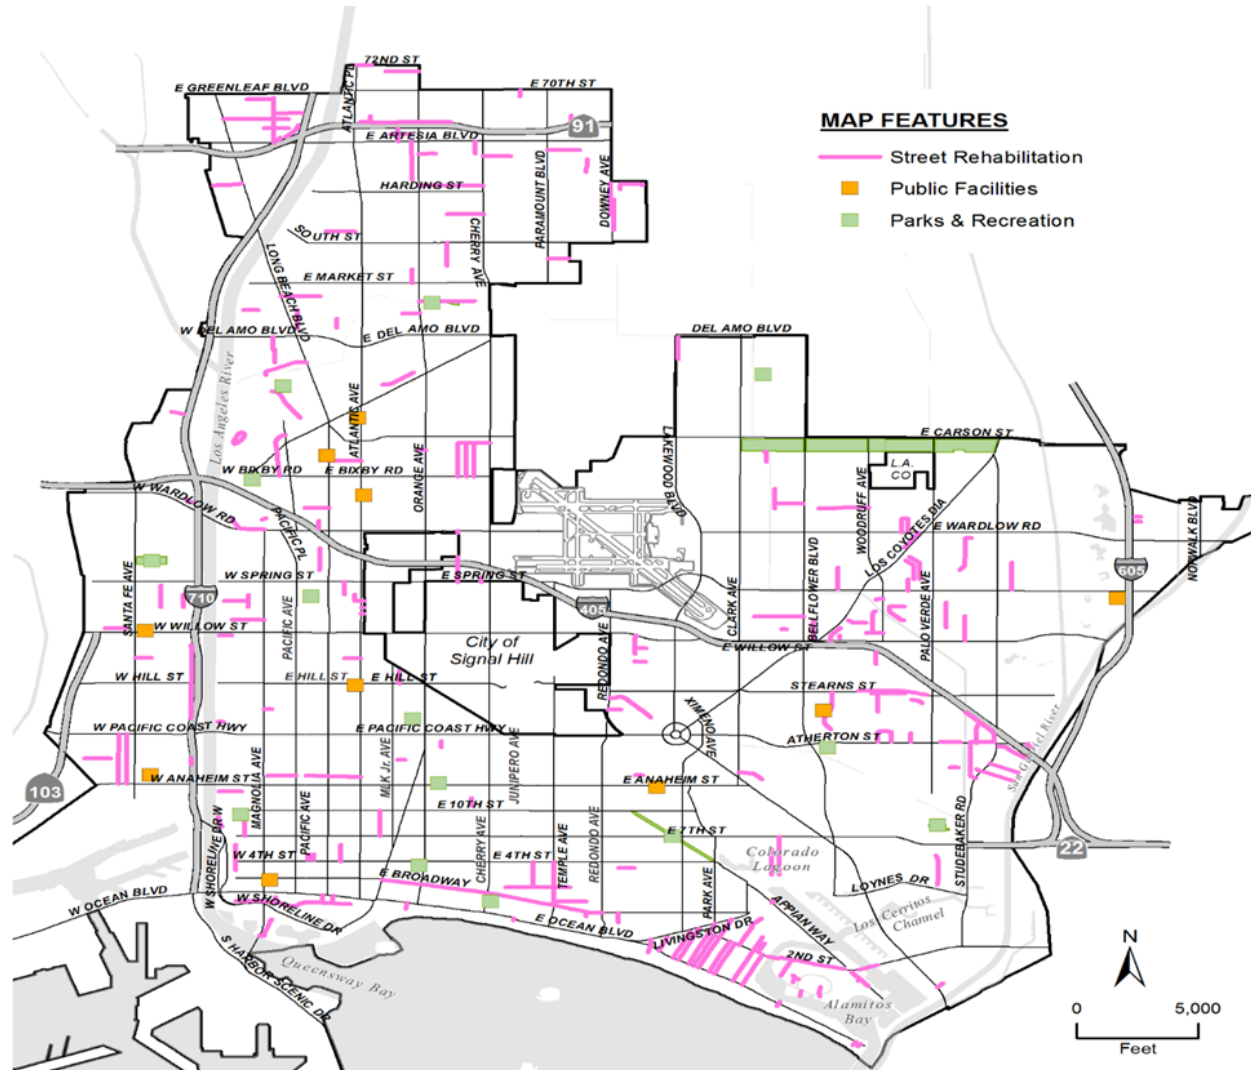 72ND ST
E GREENLEAF BLVD
E 70TH ST
ATLANTIC PL
91
E ARTESIA BLVD
MAP FEATURES
Street Rehabilitation
Public Facilities
Parks & Recreation
HARDING ST
PARAMOUNT BLVD
DOWNEY AVE
SOUTH ST
CHERRY AVE
LONG BEACH BLVD
E MARKET ST
W DEL AMO BLVD
E DEL AMO BLVD
DEL AMO BLVD
Los Angeles River
ATLANTIC AVE
ORANGE AVE
LAKEWOOD BLVD
E CARSON ST
L.A.
CO
W BIXBY RD
E BIXBY RD
W WARDLOW RD
PACIFIC PL
WOODRUFF AVE
LOS COYOTES DIA
E WARDLOW RD
NORWALK BLVD
605
SANTA FE AVE
W SPRING ST
E SPRING ST
710
405
PACIFIC AVE
CLARK AVE
BELLFLOWER BLVD
PALO VERDE AVE
W WILLOW ST
City of
Signal Hill
REDONDO AVE
E WILLOW ST
W HILL ST
E HILL ST
E HILL ST
STEARNS ST
XIMENO AVE
W PACIFIC COAST HWY
E PACIFIC COAST HWY
ATHERTON ST
San Gabriel River
103
W ANAHEIM ST
MAGNOLIA AVE
MLK Jr. AVE
JUNIPERO AVE
E ANAHEIM ST
E 10TH ST
PACIFIC AVE
W SHORELINE DR
E 7TH ST
STUDEBAKER RD
22
W 4TH ST
CHERRY AVE
E 4TH ST
TEMPLE AVE
REDONDO AVE
Colorado
Lagoon
E BROADWAY
LOYNES DR
W OCEAN BLVD
W SHORELINE DR
E OCEAN BLVD
PARK AVE
APPIAN WAY
Los Cerritos
Channel
LIVINGSTON DR
2ND ST
S HARBOR SCENIC DR
Queensway Bay
Alamitos
Bay
N
0
5,000
Feet